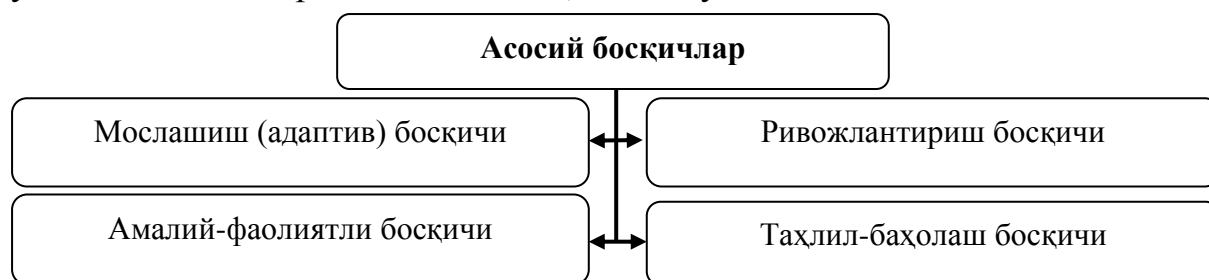 Асосий босқичлар
Мослашиш (адаптив) босқичи
Ривожлантириш босқичи
Амалий-фаолиятли босқичи
Таҳлил-баҳолаш босқичи